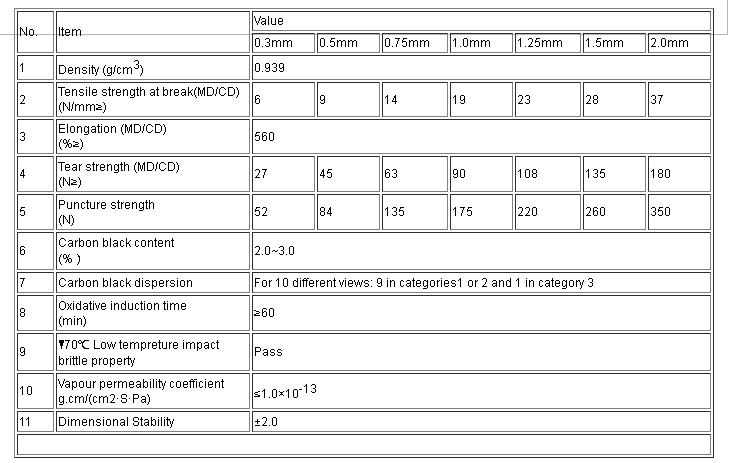 No. Item Value
0.3mm 0.5mm 0.75mm 1.0mm 1.25mm 1.5mm 2.0mm
1 Density (g/cm3) 0.939
2 Tensile strength at break(MD/CD)
(N/mm≥) 6 9 14 19 23 28 37
3 Elongation (MD/CD)
(%≥) 560
4 Tear strength (MD/CD)
(N≥) 27 45 63 90 108 135 180
5 Puncture strength
(N) 52 84 135 175 220 260 350
6 Carbon black content
(% ) 2.0~3.0
7 Carbon black dispersion For 10 different views: 9 in categories1 or 2 and 1 in category 3
8 Oxidative induction time
(min) ≥60
9 70℃ Low tempreture impact
brittle property Pass
10 Vapour permeability coefficient
g.cm/(cm2·S·Pa) ≤1.0×10-13
11 Dimensional Stability ±2.0